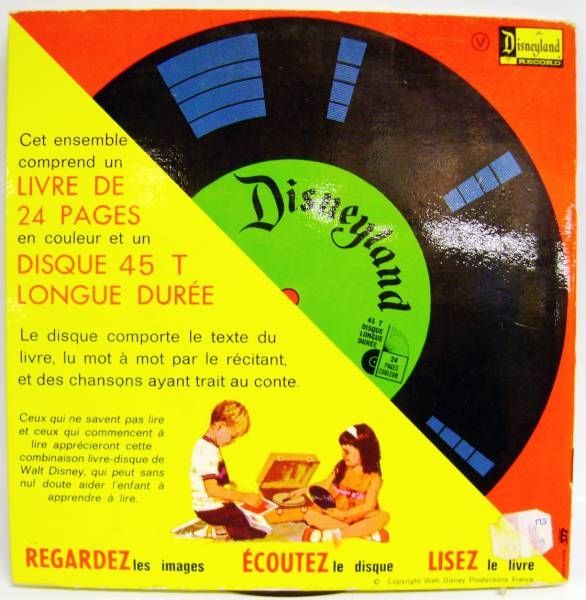 V
Disneyland
RECORD
Cet ensemble
comprend un
LIVRE DE
24 PAGES
en couleur et un
DISQUE 45 T
LONGUE DURÉE
Disneyland
45 T
DISQUE
LONGUE
DURÉE
24
PAGES
COULEUR
Le disque comporte le texte du
livre, lu mot à mot par le récitant,
et des chansons ayant trait au conte.
Ceux qui ne savent pas lire
et ceux qui commencent à
lire apprécieront cette
combinaison livre-disque de
Walt Disney, qui peut sans
nul doute aider l'enfant à
apprendre à lire.
REGARDEZ les images ÉCOUTEZ le disque LISEZ le livre
© Copyright Walt Disney Productions France